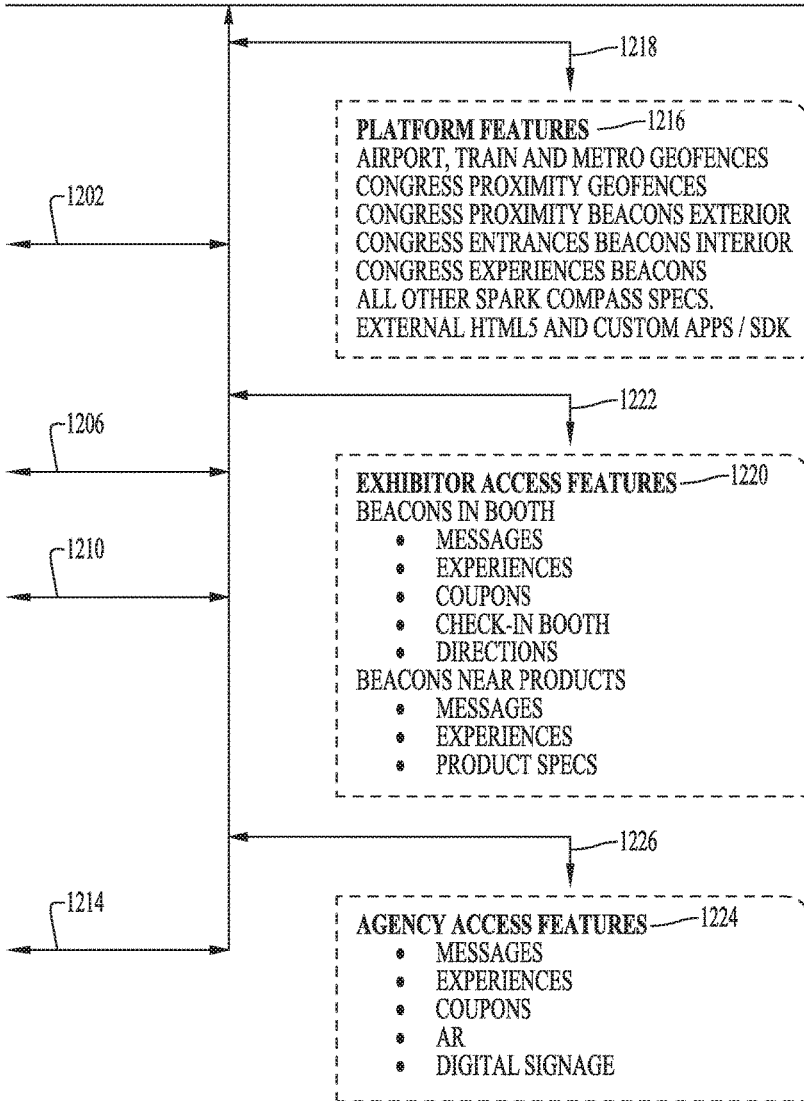 1218
PLATFORM FEATURES 1216
AIRPORT, TRAIN AND METRO GEOFENCES
CONGRESS PROXIMITY GEOFENCES
1202
CONGRESS PROXIMITY BEACONS EXTERIOR
CONGRESS ENTRANCES BEACONS INTERIOR
CONGRESS EXPERIENCES BEACONS
ALL OTHER SPARK COMPASS SPECS.
EXTERNAL HTML5 AND CUSTOM APPS / SDK
1222
1206
EXHIBITOR ACCESS FEATURES 1220
BEACONS IN BOOTH
• MESSAGES
1210
• EXPERIENCES
• COUPONS
• CHECK-IN BOOTH
• DIRECTIONS
BEACONS NEAR PRODUCTS
• MESSAGES
• EXPERIENCES
• PRODUCT SPECS
1226
1214
AGENCY ACCESS FEATURES 1224
• MESSAGES
• EXPERIENCES
• COUPONS
• AR
• DIGITAL SIGNAGE